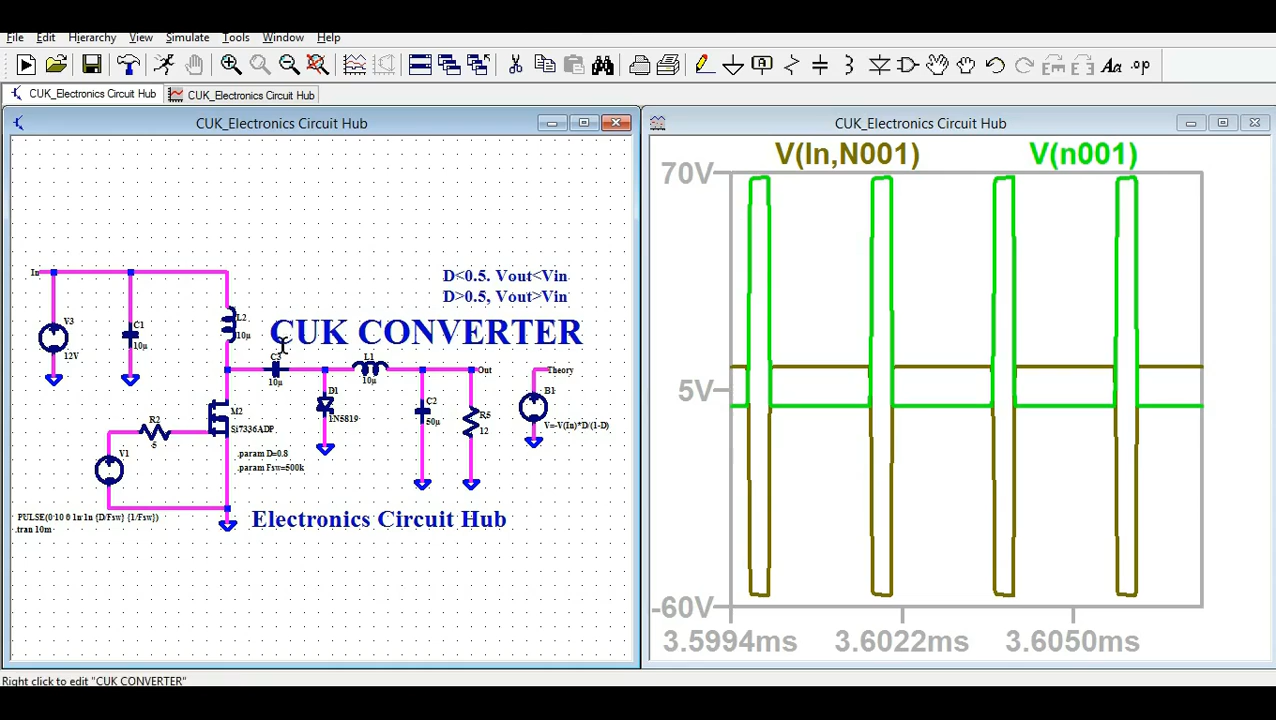 File Edit Hierarchy View Simulate Tools Window Help
CUK_Electronics Circuit Hub
CUK_Electronics Circuit Hub
CUK_Electronics Circuit Hub
CUK_Electronics Circuit Hub
A Aa .op
V(In,N001) V(n001)
70V
5V
-60V
3.5994ms 3.6022ms 3.6050ms
D<0.5. Vout<Vin
D>0.5, Vout>Vin
CUK CONVERTER
In
V3
12V
C1
10µ
L2
10µ
C3
10µ
L1
10µ
Out
Theory
D1
1N5819
C2
50µ
R5
12
B1
V=-V(In)*D/(1-D)
R2
5
M2
Si7336ADP
V1
.param D=0.8
.param Fsw=500k
PULSE(0 10 0 1n 1n {D/Fsw} {1/Fsw})
.tran 10m
Electronics Circuit Hub
Right click to edit "CUK CONVERTER"